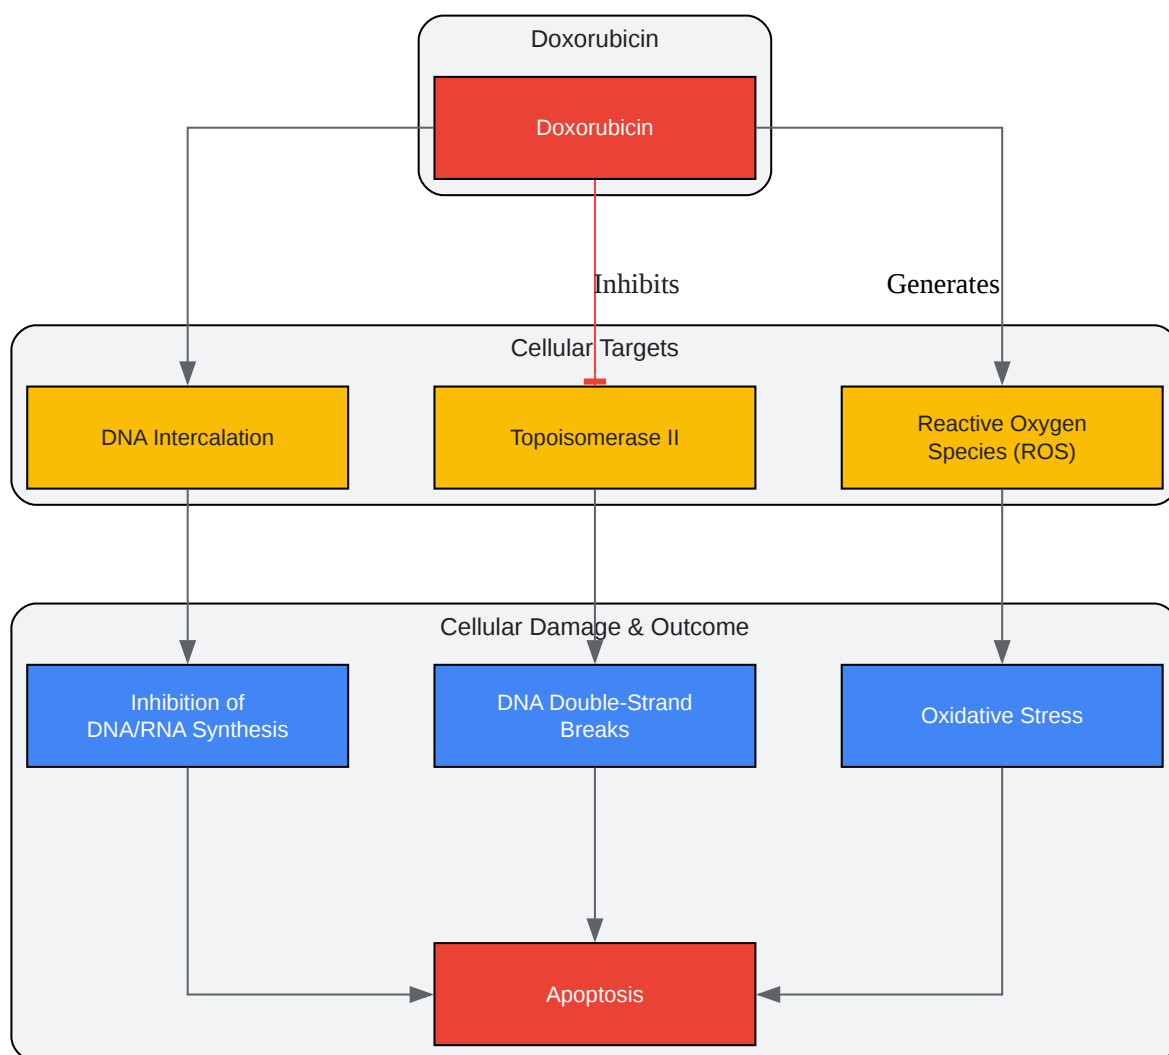 Doxorubicin
Doxorubicin
Inhibits
Generates
Cellular Targets
DNA Intercalation
Topoisomerase II
Reactive Oxygen
Species (ROS)
Cellular Damage & Outcome
Inhibition of
DNA/RNA Synthesis
DNA Double-Strand
Breaks
Oxidative Stress
Apoptosis